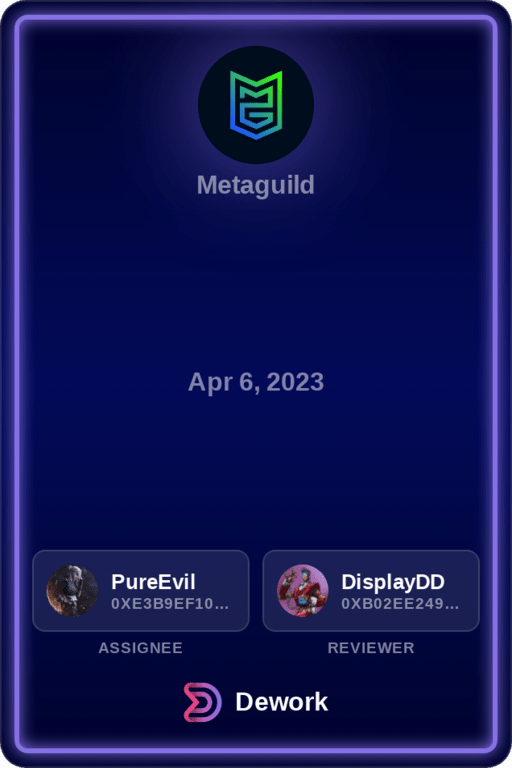 Metaguild
Apr 6, 2023
PureEvil
0XE3B9EF10...
ASSIGNEE
DisplayDD
0XB02EE249...
REVIEWER
Dework